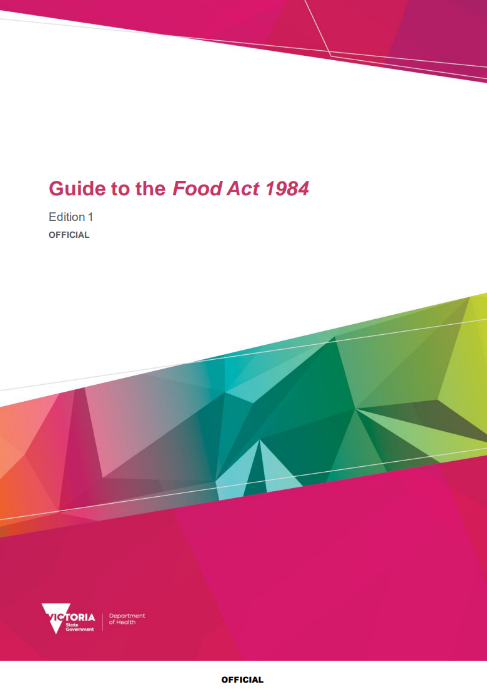 Guide to the Food Act 1984
Edition 1
OFFICIAL
VICTORIA
State
Government
Department
of Health
OFFICIAL